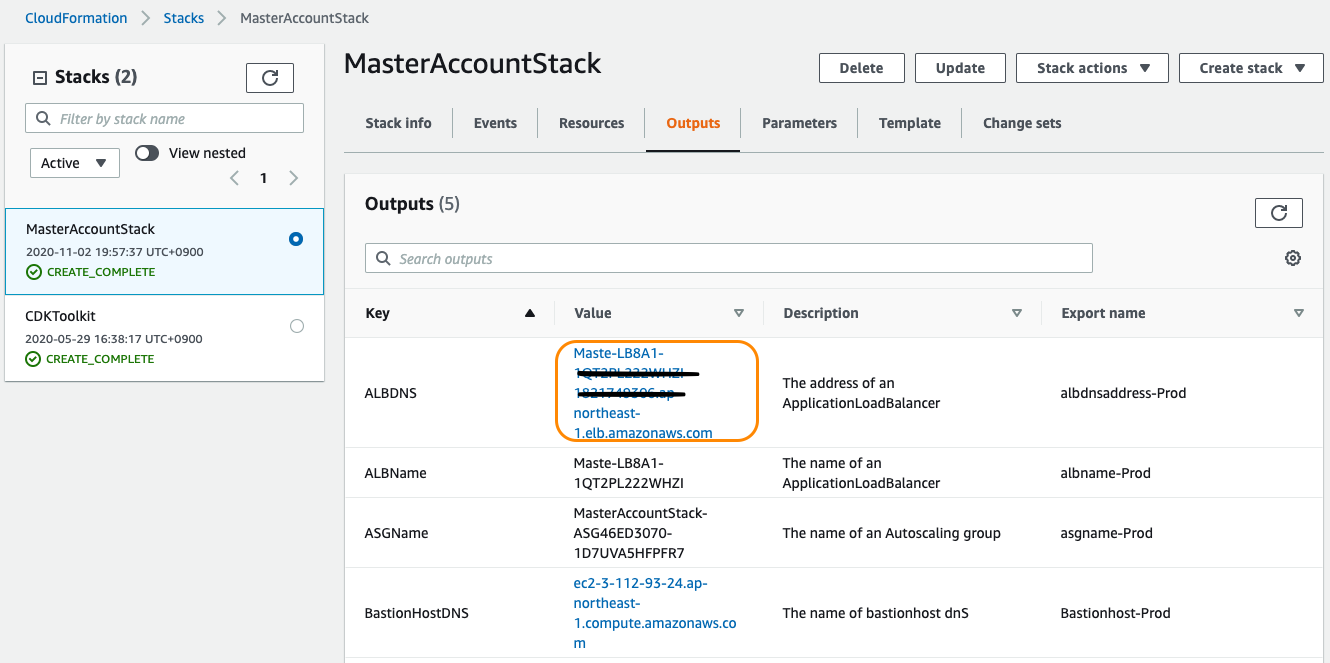 CloudFormation > Stacks > MasterAccountStack
Stacks (2)
Filter by stack name
Active
View nested
1
MasterAccountStack
2020-11-02 19:57:37 UTC+0900
CREATE_COMPLETE
CDKToolkit
2020-05-29 16:38:17 UTC+0900
CREATE_COMPLETE
MasterAccountStack
Delete Update Stack actions Create stack
Stack info Events Resources Outputs Parameters Template Change sets
Outputs (5)
Search outputs
Key Value Description Export name
ALBDNS
Maste-LB8A1-
northeast-
1.elb.amazonaws.com
The address of an
ApplicationLoadBalancer
albdnsaddress-Prod
ALBName
Maste-LB8A1-
1QT2PL222WHZI
The name of an
ApplicationLoadBalancer
albname-Prod
ASGName
MasterAccountStack-
ASG46ED3070-
1D7UVA5HFPFR7
The name of an Autoscaling group
asgname-Prod
BastionHostDNS
ec2-3-112-93-24.ap-
northeast-
1.compute.amazonaws.co
m
The name of bastionhost dnS
Bastionhost-Prod